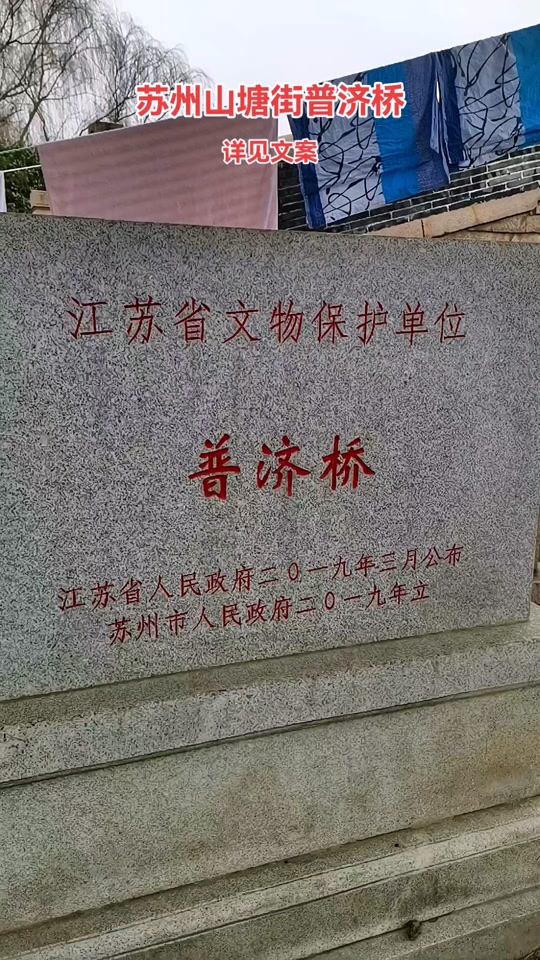 苏州山塘街普济桥
详见文案
江苏省文物保护单位
普济桥
江苏省人民政府二〇一九年三月公布
苏州市人民政府二〇一九年立